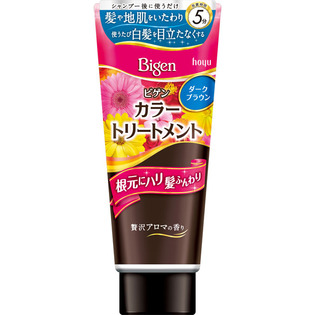 シャンプー後に使うだけ
髪や地肌をいたわり
使うたび白髪を目立たなくする
5分
Bigen
hoyu
ビゲン
カラー
トリートメント
ダーク
ブラウン
根元にハリ髪ふんわり
贅沢アロマの香り